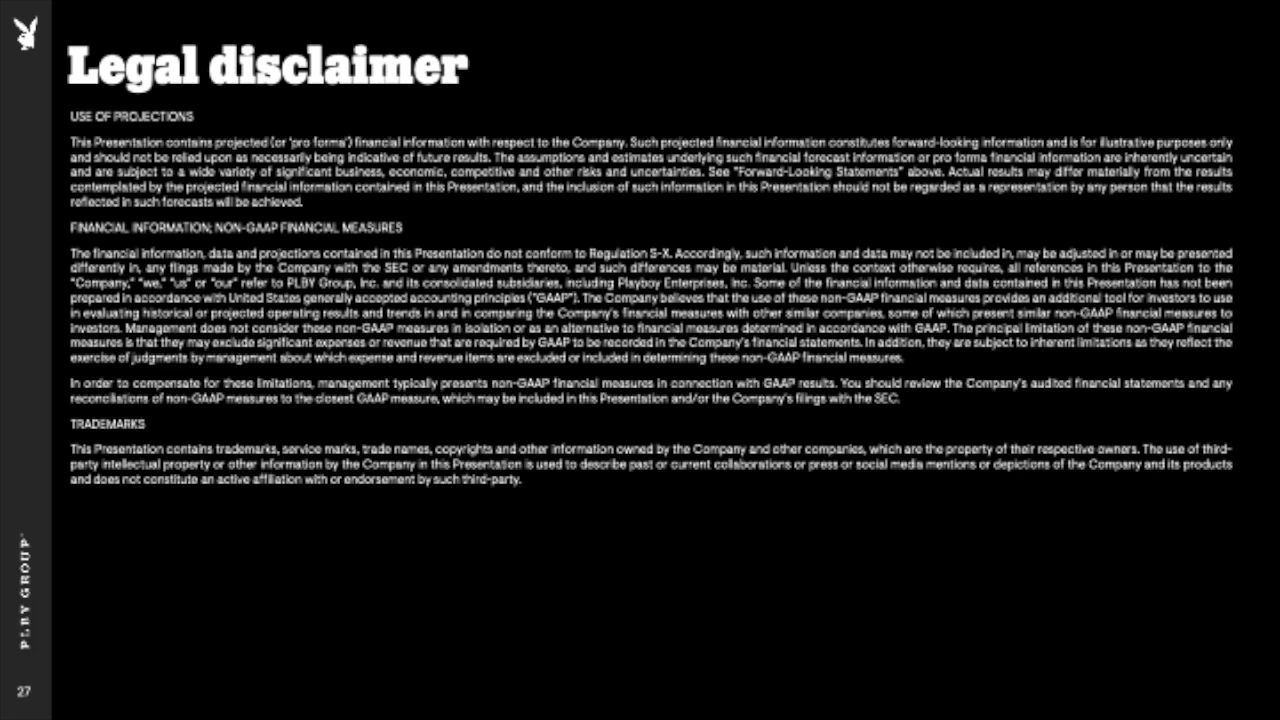 Legal disclaimer
USE OF PROJECTIONS
This Presentation contains projected (or 'pro forma') financial information with respect to the Company. Such projected financial information constitutes forward-looking information and is for illustrative purposes only
and should not be relied upon as necessarily being indicative of future results. The assumptions and estimates underlying such financial forecast information or pro forma financial information are inherently uncertain
and are subject to a wide variety of significant business, economic, competitive and other risks and uncertainties. See "Forward-Looking Statements" above. Actual results may differ materially from the results
contemplated by the projected financial information contained in this Presentation, and the inclusion of such information in this Presentation should not be regarded as a representation by any person that the results
reflected in such forecasts will be achieved.
FINANCIAL INFORMATION; NON-GAAP FINANCIAL MEASURES
The financial information, data and projections contained in this Presentation do not conform to Regulation S-X. Accordingly, such information and data may not be included in, may be adjusted in or may be presented
differently in, any filings made by the Company with the SEC or any amendments thereto, and such differences may be material. Unless the context otherwise requires, all references in this Presentation to the
"Company," "we," "us" or "our" refer to PLBY Group, Inc. and its consolidated subsidiaries, including Playboy Enterprises, Inc. Some of the financial information and data contained in this Presentation has not been
prepared in accordance with United States generally accepted accounting principles ("GAAP"). The Company believes that the use of these non-GAAP financial measures provides an additional tool for investors to use
in evaluating historical or projected operating results and trends in and in comparing the Company's financial measures with other similar companies, some of which present similar non-GAAP financial measures to
investors. Management does not consider these non-GAAP measures in isolation or as an alternative to financial measures determined in accordance with GAAP. The principal limitation of these non-GAAP financial
measures is that they may exclude significant expenses or revenue that are required by GAAP to be recorded in the Company's financial statements. In addition, they are subject to inherent limitations as they reflect the
exercise of judgments by management about which expense and revenue items are excluded or included in determining these non-GAAP financial measures.
In order to compensate for these limitations, management typically presents non-GAAP financial measures in connection with GAAP results. You should review the Company's audited financial statements and any
reconciliations of non-GAAP measures to the closest GAAP measure, which may be included in this Presentation and/or the Company's filings with the SEC.
TRADEMARKS
This Presentation contains trademarks, service marks, trade names, copyrights and other information owned by the Company and other companies, which are the property of their respective owners. The use of third-
party intellectual property or other information by the Company in this Presentation is used to describe past or current collaborations or press or social media mentions or depictions of the Company and its products
and does not constitute an active affiliation with or endorsement by such third-party.
PLBY GROUP
27